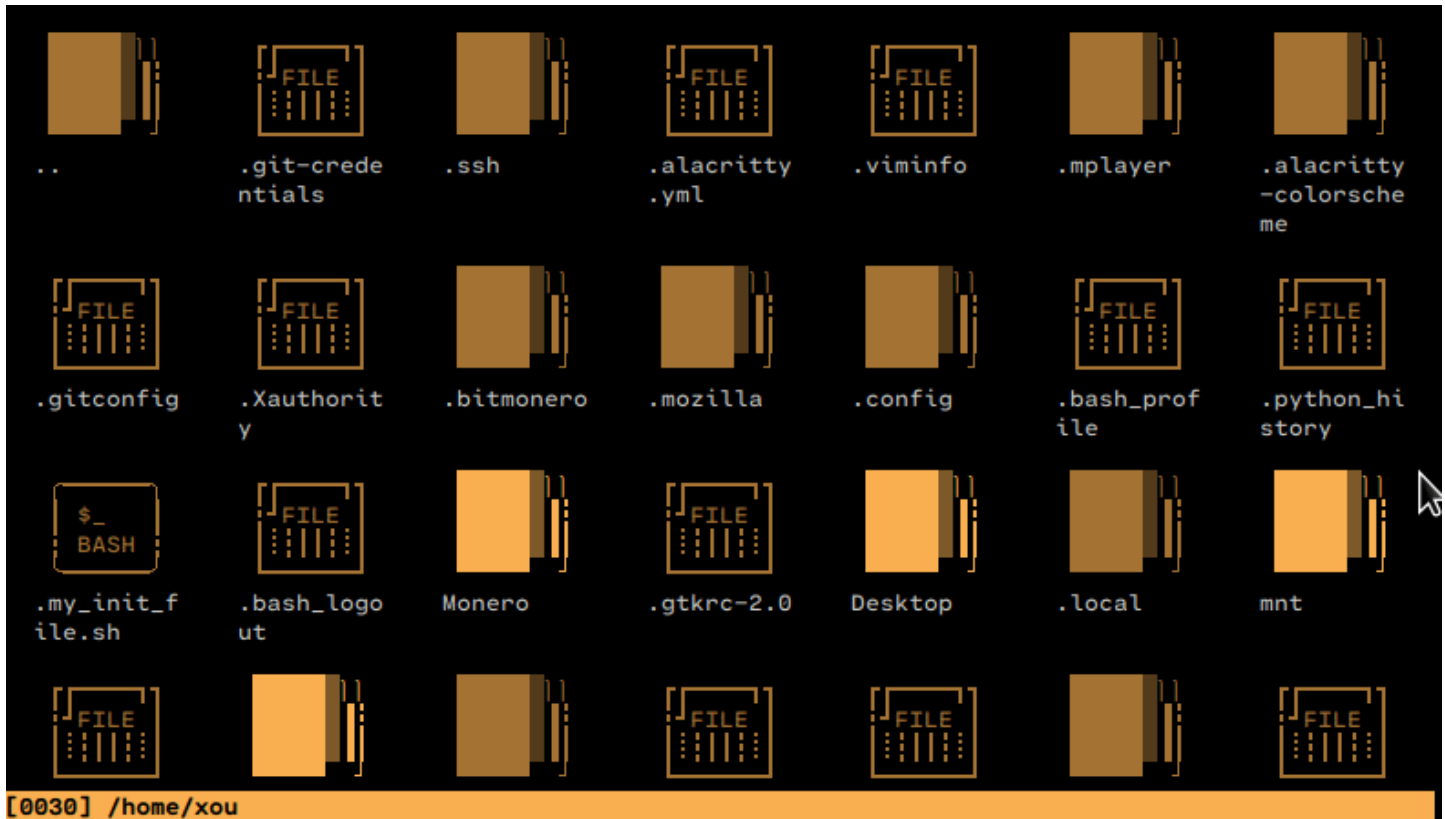 FILE
FILE
FILE
..
.git-crede
ntials
.ssh
.alacritty
.yml
.viminfo
.mplayer
.alacritty
-colorsche
me
FILE
FILE
FILE
FILE
.gitconfig
.Xauthorit
y
.bitmonero
.mozilla
.config
.bash_prof
ile
.python_hi
story
$_
BASH
FILE
FILE
.my_init_f
ile.sh
.bash_logo
ut
Monero
.gtkrc-2.0
Desktop
.local
mnt
FILE
FILE
FILE
FILE
[0030] /home/xou